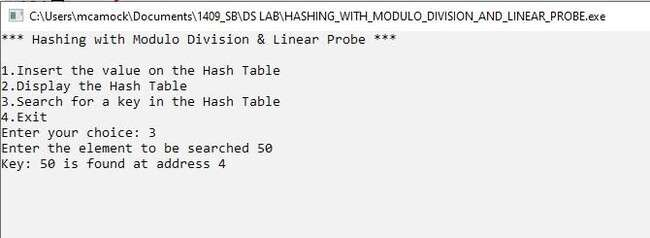 C:\Users\mcamock\Documents\1409_SB\DS LAB\HASHING_WITH_MODULO_DIVISION_AND_LINEAR_PROBE.exe
*** Hashing with Modulo Division & Linear Probe ***
1.Insert the value on the Hash Table
2.Display the Hash Table
3.Search for a key in the Hash Table
4.Exit
Enter your choice: 3
Enter the element to be searched 50
Key: 50 is found at address 4